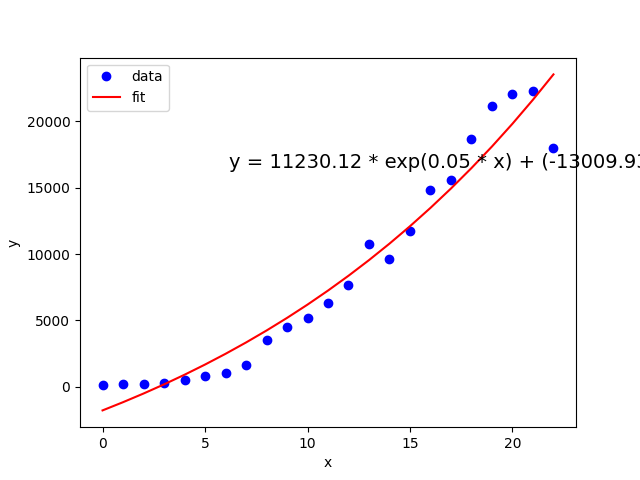 data
fit
y = 11230.12 * exp(0.05 * x) + (-13009.93
20000
15000
10000
5000
0
y
0
5
10
15
20
x